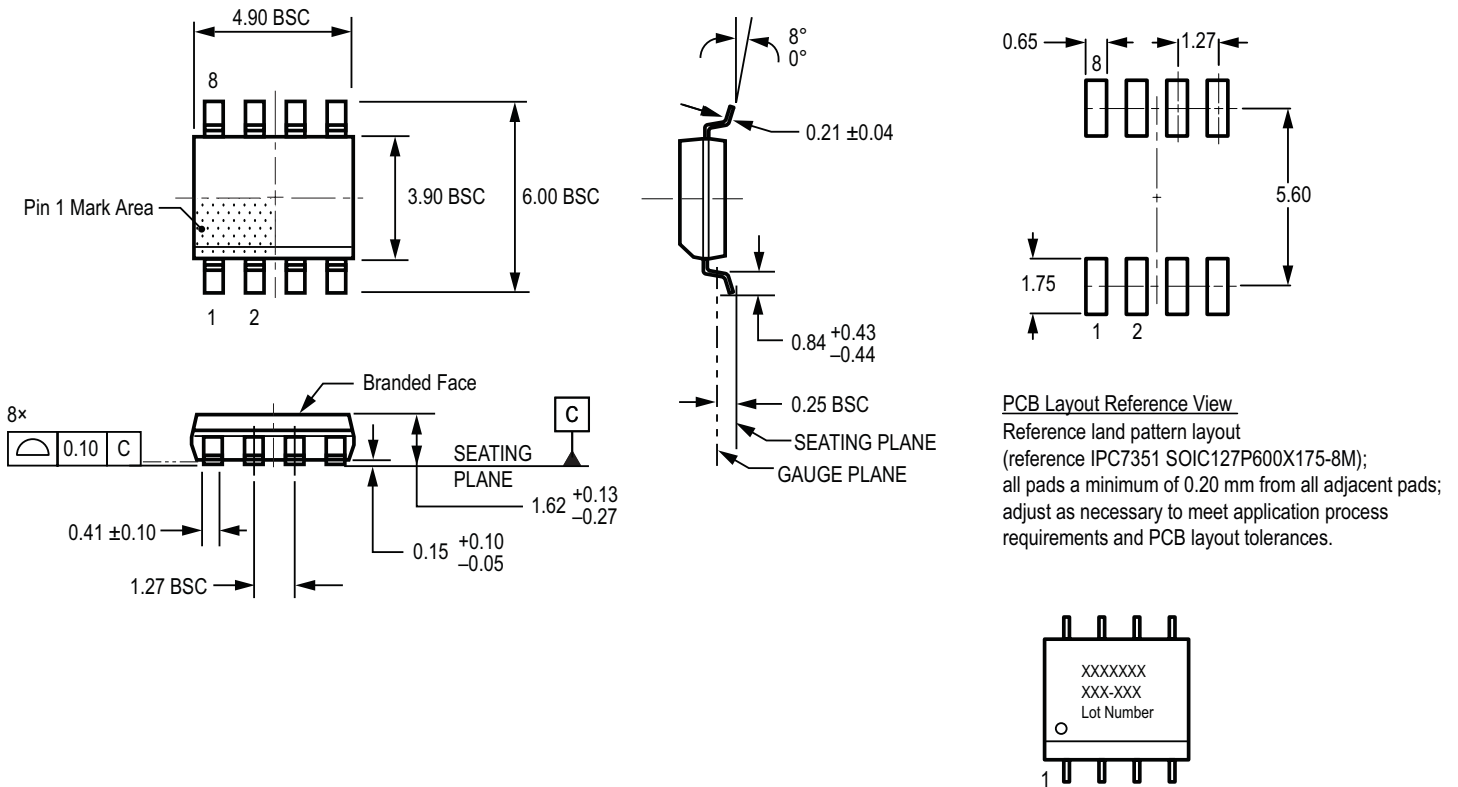 4.90 BSC
8
Pin 1 Mark Area
3.90 BSC
6.00 BSC
1 2
8°
0°
0.21 ±0.04
0.84 +0.43
–0.44
0.25 BSC
SEATING PLANE
GAUGE PLANE
0.65
1.27
8
5.60
1.75
1 2
Branded Face
8×
0.10 C
C
SEATING
PLANE
1.62 +0.13
–0.27
0.41 ±0.10
0.15 +0.10
–0.05
1.27 BSC
PCB Layout Reference View
Reference land pattern layout
(reference IPC7351 SOIC127P600X175-8M);
all pads a minimum of 0.20 mm from all adjacent pads;
adjust as necessary to meet application process
requirements and PCB layout tolerances.
XXXXXXX
XXX-XXX
Lot Number
1